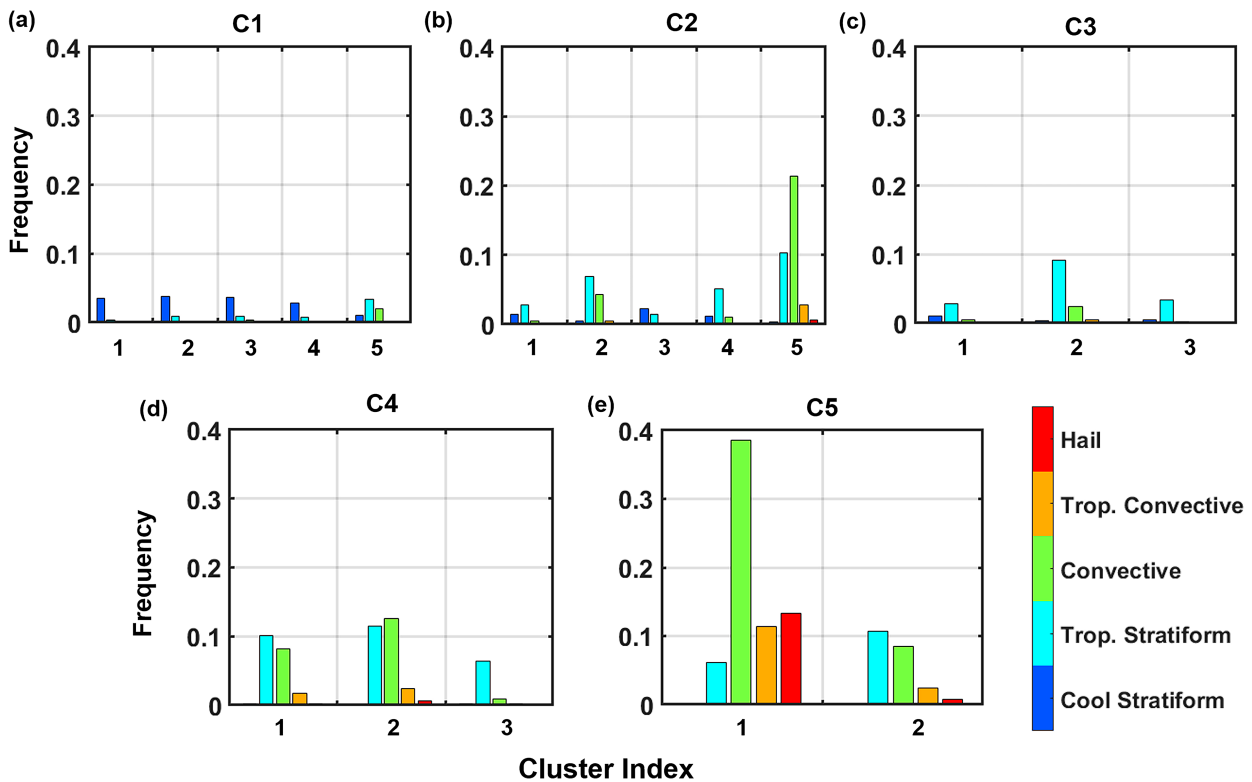 (a) C1
(b) C2
(c) C3
0.4
0.3
0.2
0.1
0
Frequency
1 2 3 4 5
0.4
0.3
0.2
0.1
0
1 2 3 4 5
0.4
0.3
0.2
0.1
0
1 2 3
(d) C4
(e) C5
0.4
0.3
0.2
0.1
0
Frequency
1 2 3
0.4
0.3
0.2
0.1
0
1 2
Hail
Trop. Convective
Convective
Trop. Stratiform
Cool Stratiform
Cluster Index